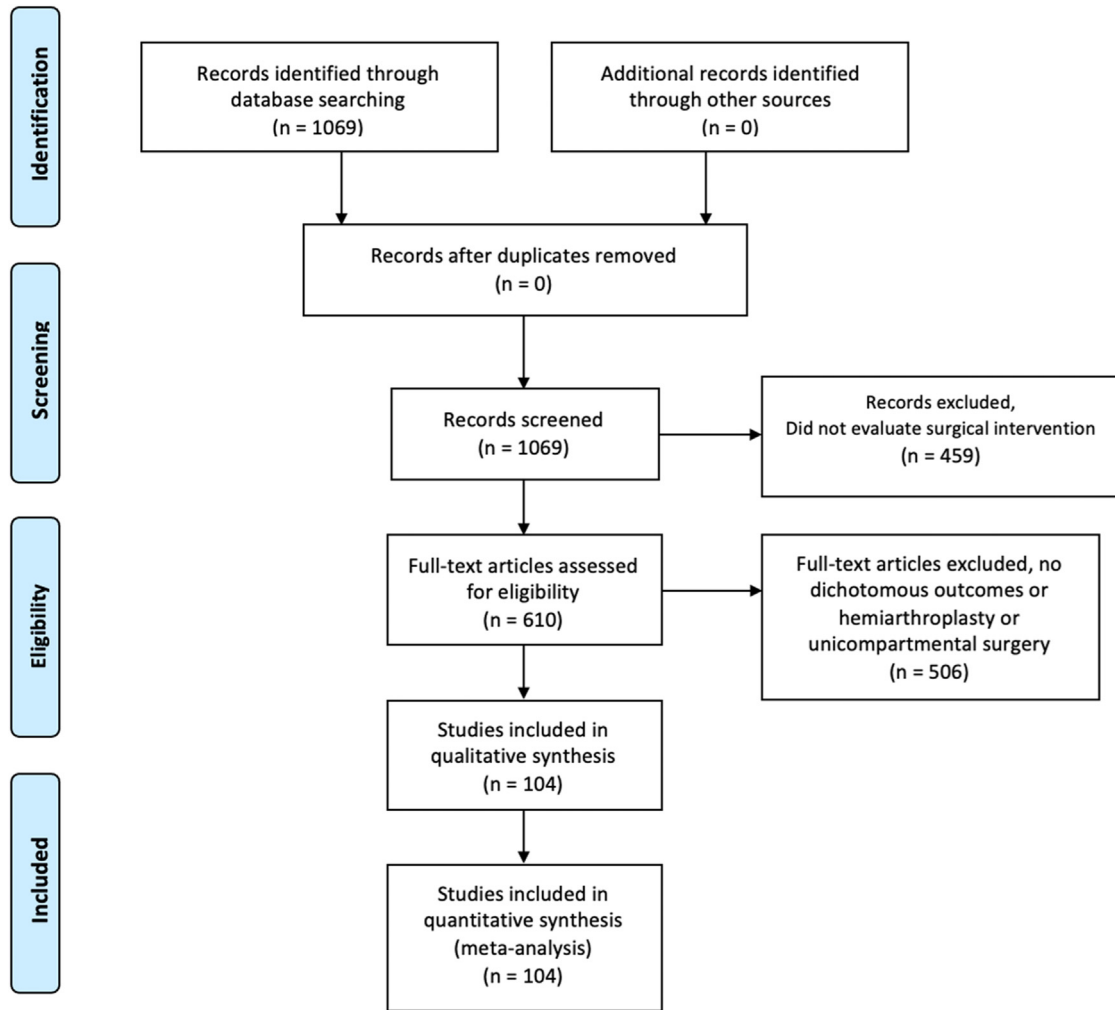 Identification
Records identified through
database searching
(n = 1069)
Additional records identified
through other sources
(n = 0)
Records after duplicates removed
(n = 0)
Screening
Records screened
(n = 1069)
Records excluded,
Did not evaluate surgical intervention
(n = 459)
Eligibility
Full-text articles assessed
for eligibility
(n = 610)
Full-text articles excluded, no
dichotomous outcomes or
hemiarthroplasty or
unicompartmental surgery
(n = 506)
Studies included in
qualitative synthesis
(n = 104)
Included
Studies included in
quantitative synthesis
(meta-analysis)
(n = 104)